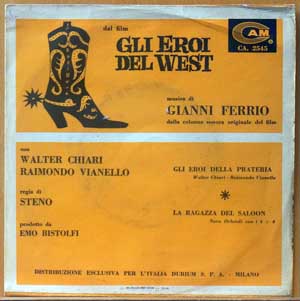 dal film
GLI EROI
DEL WEST
CAM
CA. 2545
musica di
GIANNI FERRIO
dalla colonna sonora originale del film
con
WALTER CHIARI
RAIMONDO VIANELLO
regia di
STENO
prodotto da
EMO BISTOLFI
GLI EROI DELLA PRATERIA
Walter Chiari - Raimondo Vianello
LA RAGAZZA DEL SALOON
DISTRIBUZIONE ESCLUSIVA PER L'ITALIA DURIUM S. P. A. - MILANO